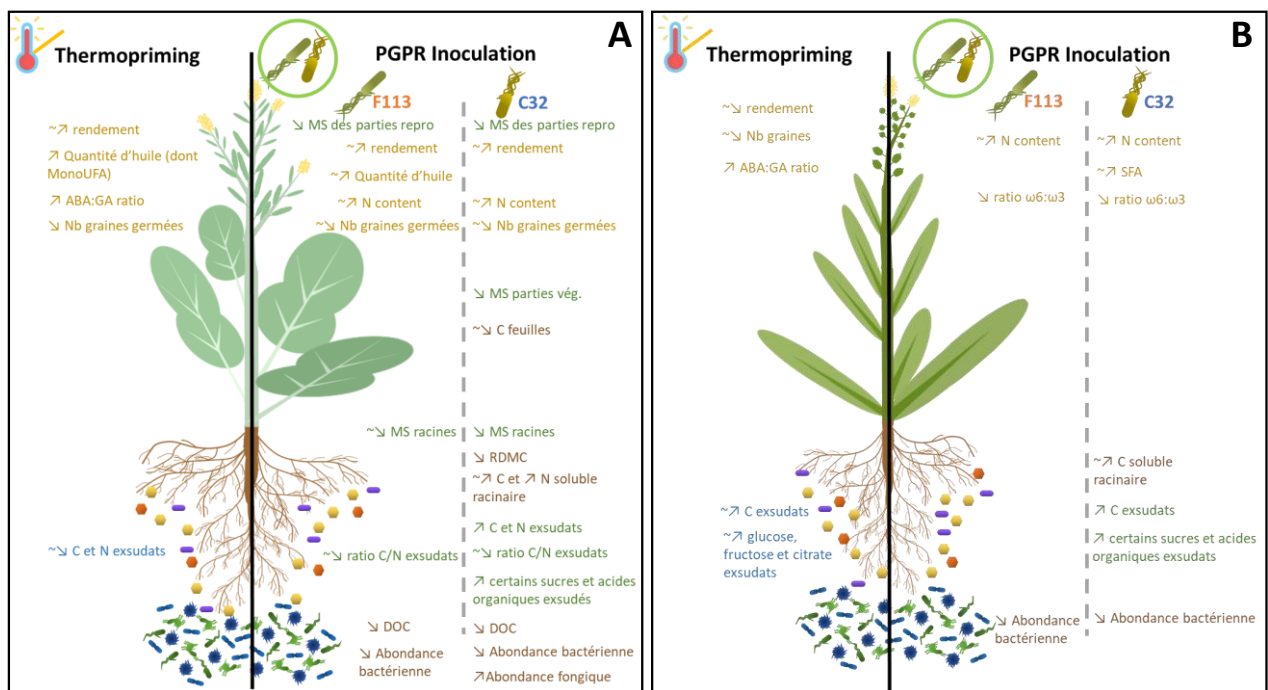 Thermopriming
PGPR Inoculation
A
F113
C32
~↗ rendement
↗ Quantité d'huile (dont
MonoUFA)
↗ ABA:GA ratio
↘ Nb graines germées
~↘ C et N exsudats
↘ MS des parties repro
~↗ rendement
~↗ Quantité d'huile
~↗ N content
~↘ Nb graines germées
~↘ MS racines
~↘ ratio C/N exsudats
↘ DOC
↘ Abondance
bactérienne
↘ MS des parties repro
~↗ rendement
~↗ N content
~↘ Nb graines germées
↘ MS parties vég.
~↘ C feuilles
↘ MS racines
↘ RDMC
~↗ C et ↗ N soluble
racinaire
↗ C et N exsudats
~↘ ratio C/N exsudats
↗ certains sucres et acides
organiques exsudés
↘ DOC
↘ Abondance bactérienne
↗Abondance fongique
Thermopriming
PGPR Inoculation
B
F113
C32
~↘ rendement
~↘ Nb graines
↗ ABA:GA ratio
~↗ C exsudats
~↗ glucose,
fructose et citrate
exsudats
~↗ N content
↘ ratio ω6:ω3
↘ Abondance
bactérienne
~↗ N content
~↗ SFA
↘ ratio ω6:ω3
~↗ C soluble
racinaire
↗ C exsudats
↗ certains sucres et acides
organiques exsudats
↘ Abondance bactérienne